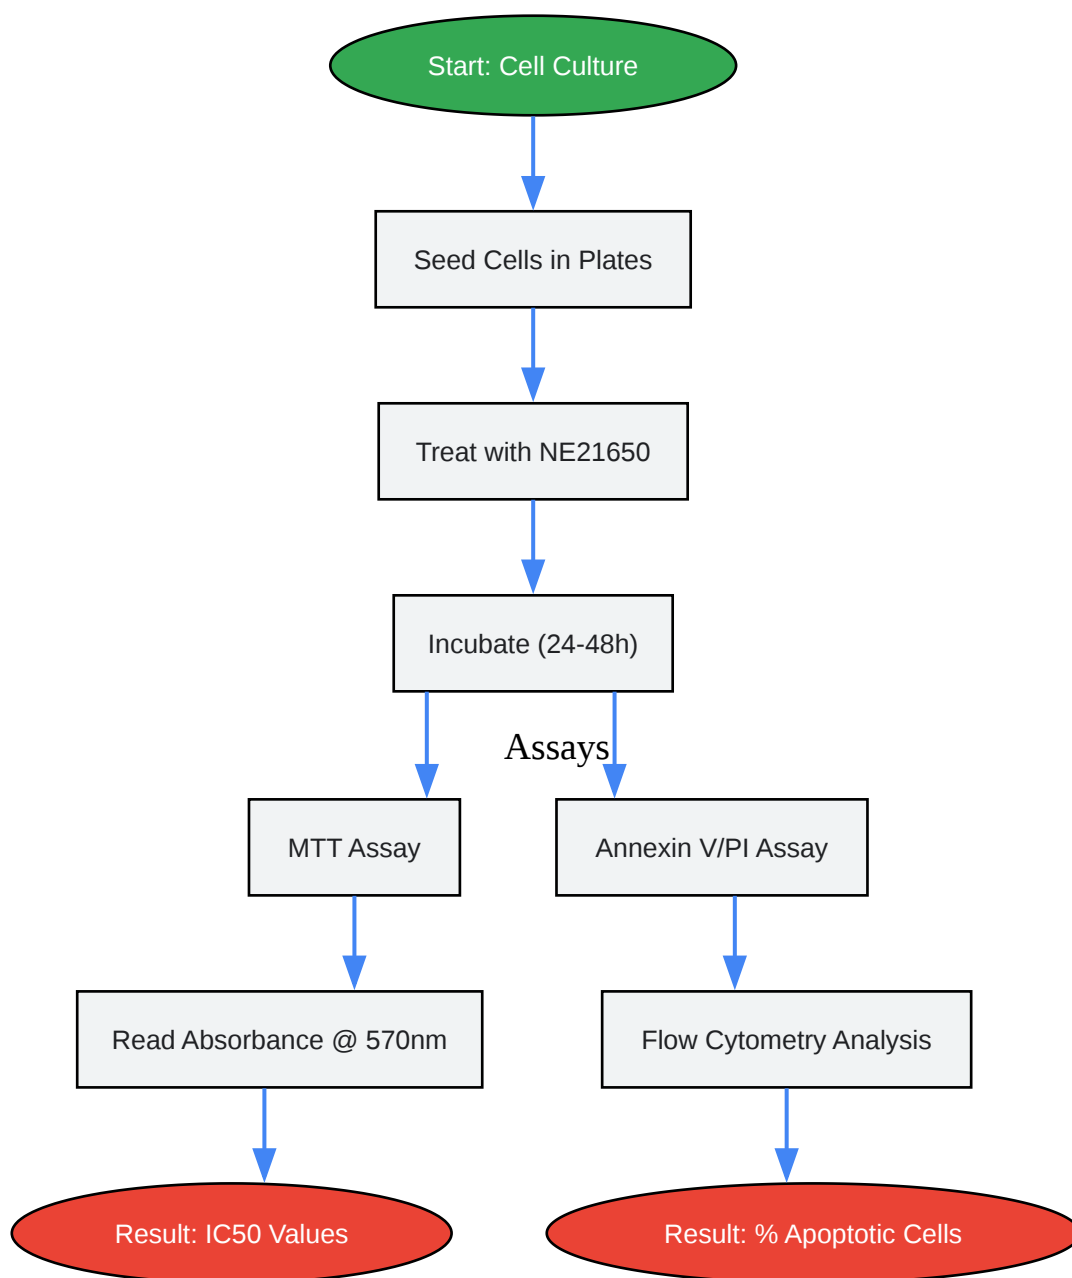 Start: Cell Culture
Seed Cells in Plates
Treat with NE21650
Incubate (24-48h)
Assays
MTT Assay
Annexin V/PI Assay
Read Absorbance @ 570nm
Flow Cytometry Analysis
Result: IC50 Values
Result: % Apoptotic Cells